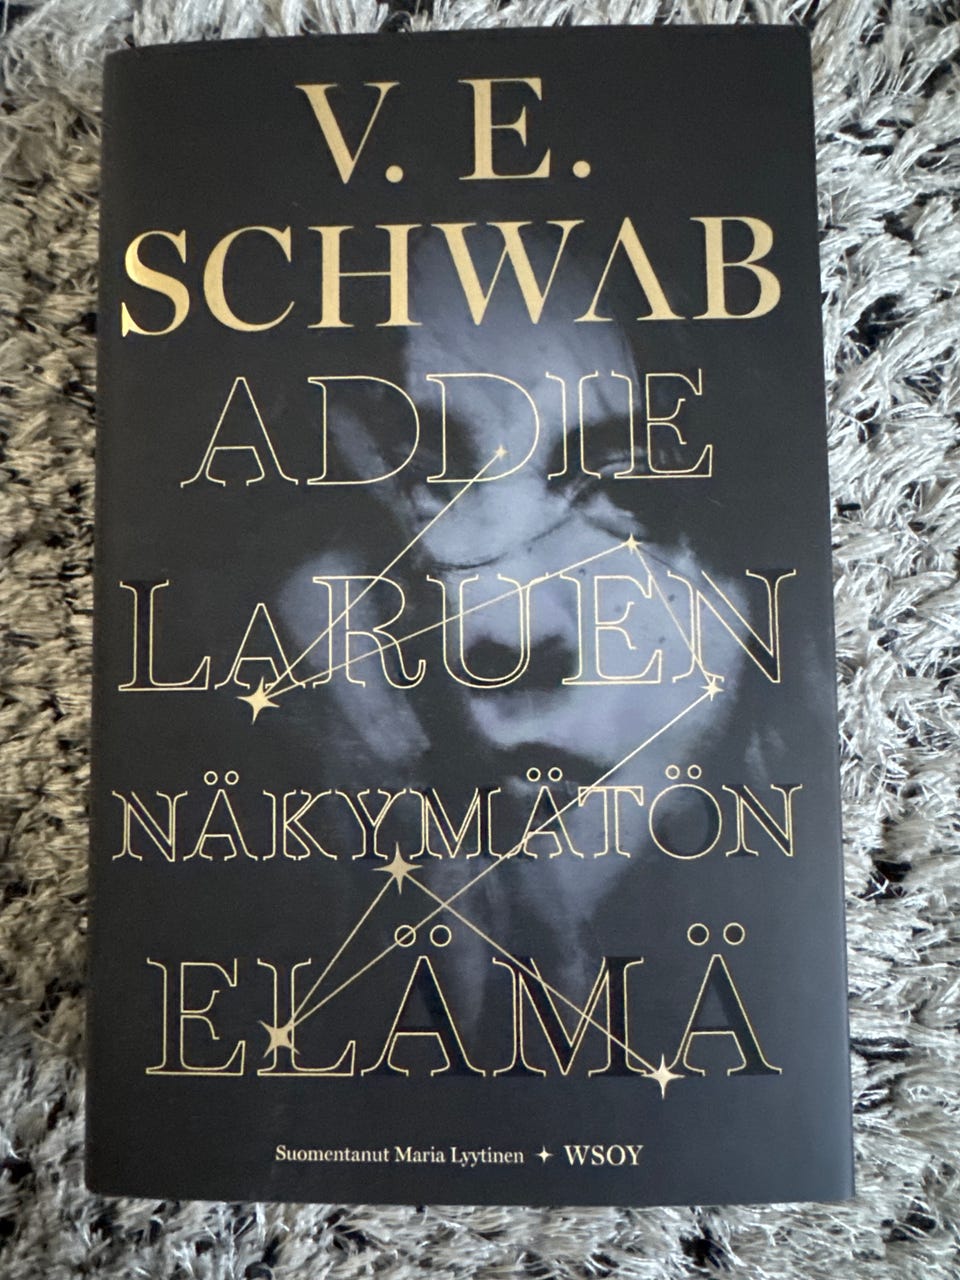 V. E.
SCHWAB
ADDIE
LARUEN
NÄKYMÄTÖN
ELÄMÄ
Suomentanut Maria Lyytinen ✦ WSOY